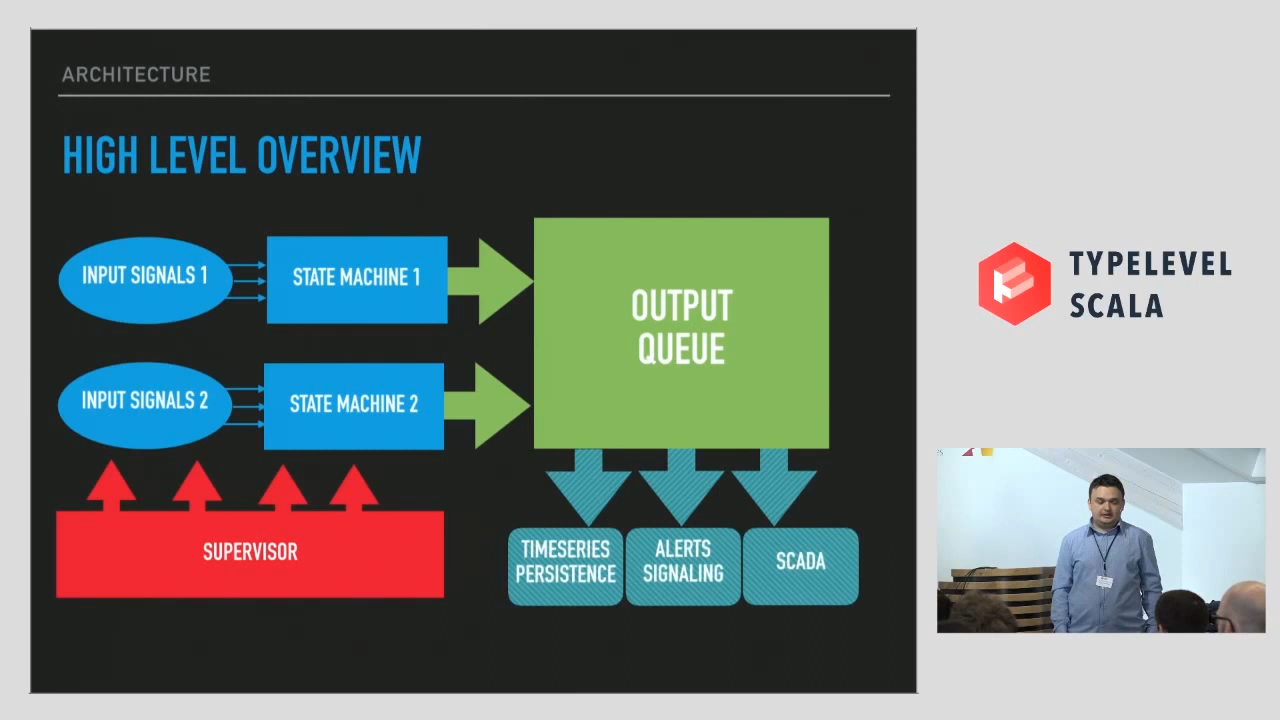 ARCHITECTURE
HIGH LEVEL OVERVIEW
INPUT SIGNALS 1
STATE MACHINE 1
OUTPUT
QUEUE
INPUT SIGNALS 2
STATE MACHINE 2
SUPERVISOR
TIMESERIES
PERSISTENCE
ALERTS
SIGNALING
SCADA
TYPELEVEL
SCALA